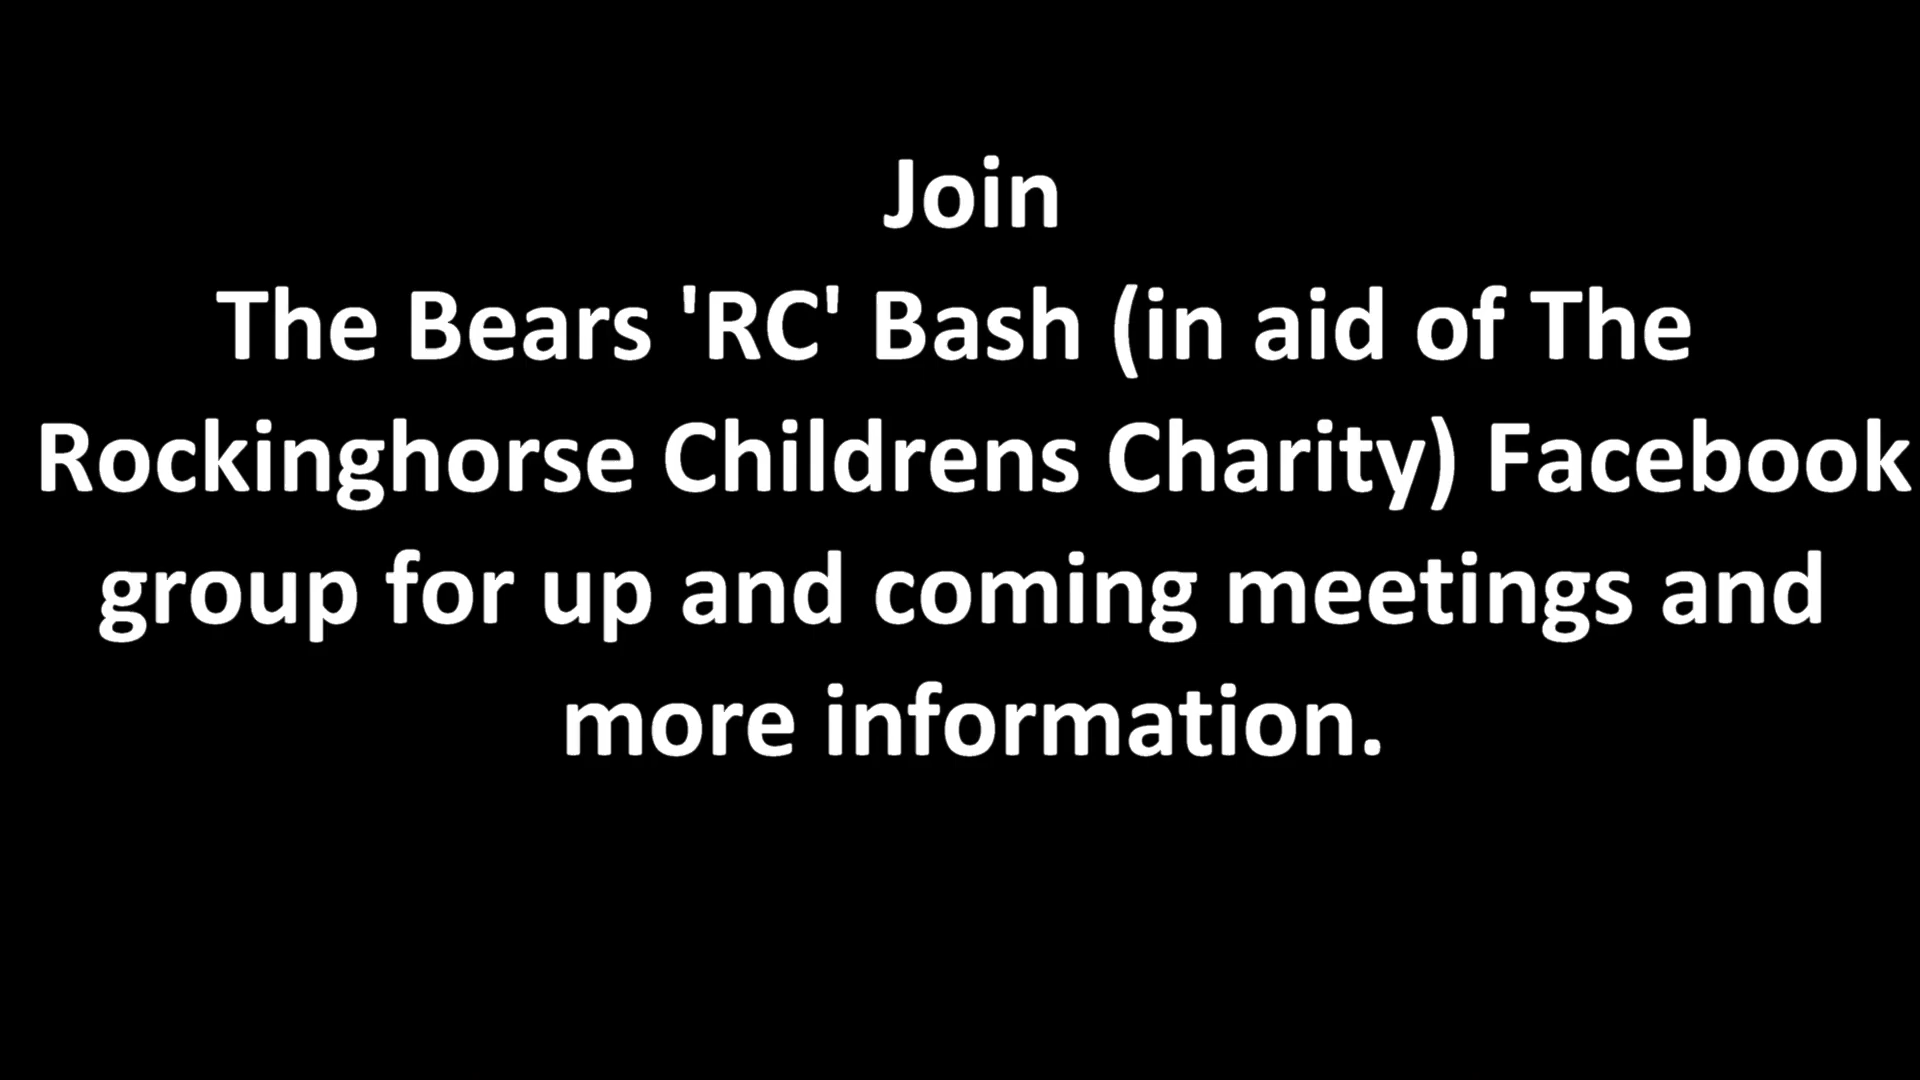 Join
The Bears 'RC' Bash (in aid of The
Rockinghorse Childrens Charity) Facebook
group for up and coming meetings and
more information.